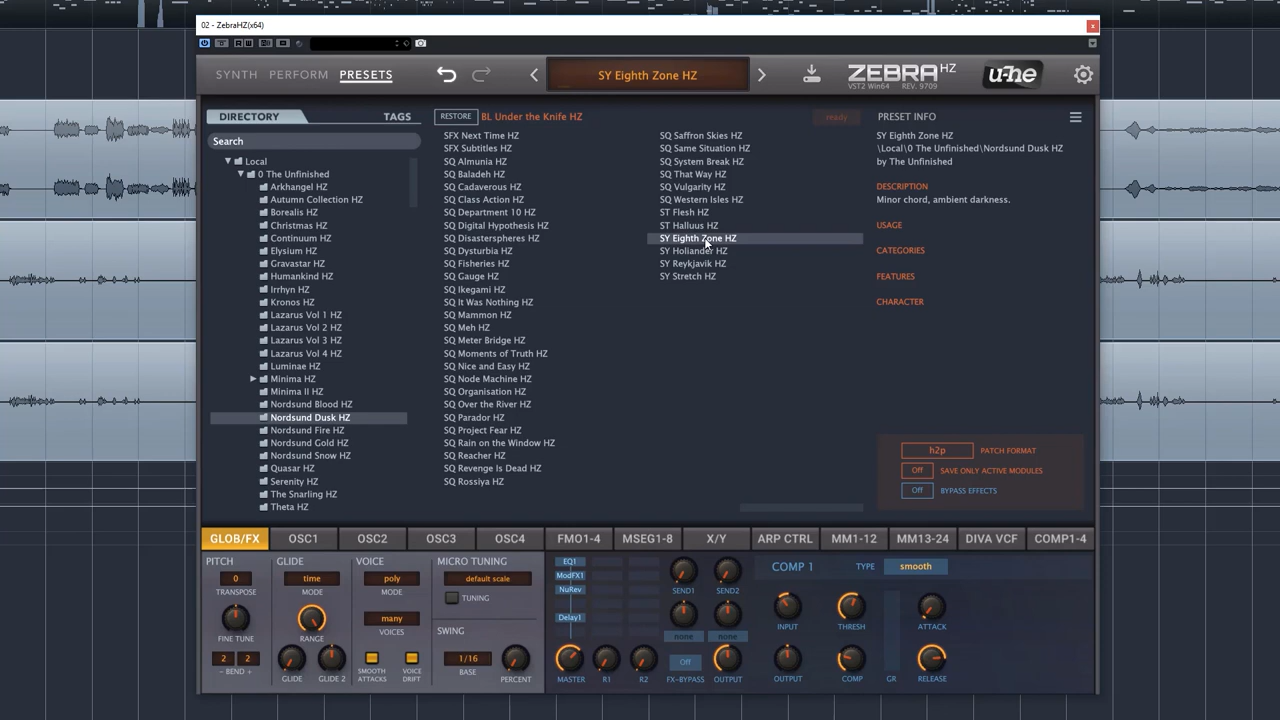 02 - ZebraHZ(x64)
x
R W
SYNTH PERFORM PRESETS
SY Eighth Zone HZ
ZEBRA HZ
VST2 Win64 REV. 9709
u-he
DIRECTORY TAGS
Search
Local
0 The Unfinished
Arkhangel HZ
Autumn Collection HZ
Borealis HZ
Christmas HZ
Continuum HZ
Elysium HZ
Gravastar HZ
Humankind HZ
Irrhyn HZ
Kronos HZ
Lazarus Vol 1 HZ
Lazarus Vol 2 HZ
Lazarus Vol 3 HZ
Lazarus Vol 4 HZ
Luminae HZ
Minima HZ
Minima II HZ
Nordsund Blood HZ
Nordsund Dusk HZ
Nordsund Fire HZ
Nordsund Gold HZ
Nordsund Snow HZ
Quasar HZ
Serenity HZ
The Snarling HZ
Theta HZ
RESTORE BL Under the Knife HZ
ready
SFX Next Time HZ
SFX Subtitles HZ
SQ Almunia HZ
SQ Baladeh HZ
SQ Cadaverous HZ
SQ Class Action HZ
SQ Department 10 HZ
SQ Digital Hypothesis HZ
SQ Disasterspheres HZ
SQ Dysturbia HZ
SQ Fisheries HZ
SQ Gauge HZ
SQ Ikegami HZ
SQ It Was Nothing HZ
SQ Mammon HZ
SQ Meh HZ
SQ Meter Bridge HZ
SQ Moments of Truth HZ
SQ Nice and Easy HZ
SQ Node Machine HZ
SQ Organisation HZ
SQ Over the River HZ
SQ Parador HZ
SQ Project Fear HZ
SQ Rain on the Window HZ
SQ Reacher HZ
SQ Revenge Is Dead HZ
SQ Rossiya HZ
SQ Saffron Skies HZ
SQ Same Situation HZ
SQ System Break HZ
SQ That Way HZ
SQ Vulgarity HZ
SQ Western Isles HZ
ST Flesh HZ
ST Halluus HZ
SY Eighth Zone HZ
SY Holiander HZ
SY Reykjavik HZ
SY Stretch HZ
PRESET INFO
SY Eighth Zone HZ
\Local\0 The Unfinished\Nordsund Dusk HZ
by The Unfinished
DESCRIPTION
Minor chord, ambient darkness.
USAGE
CATEGORIES
FEATURES
CHARACTER
h2p PATCH FORMAT
Off SAVE ONLY ACTIVE MODULES
Off BYPASS EFFECTS
GLOB/FX OSC1 OSC2 OSC3 OSC4 FMO1-4 MSEG1-8 X/Y ARP CTRL MM1-12 MM13-24 DIVA VCF COMP1-4
PITCH
0
TRANSPOSE
FINE TUNE
2 2
- BEND +
GLIDE
time
MODE
RANGE
GLIDE GLIDE 2
VOICE
poly
MODE
many
VOICES
SMOOTH ATTACKS
VOICE DRIFT
MICRO TUNING
default scale
TUNING
SWING
1/16
BASE PERCENT
EQ1
ModFX1
NuRev
Delay1
MASTER R1 R2
SEND1 SEND2
none none
Off
FX-BYPASS OUTPUT
COMP 1 TYPE smooth
INPUT THRESH ATTACK
OUTPUT COMP GR RELEASE